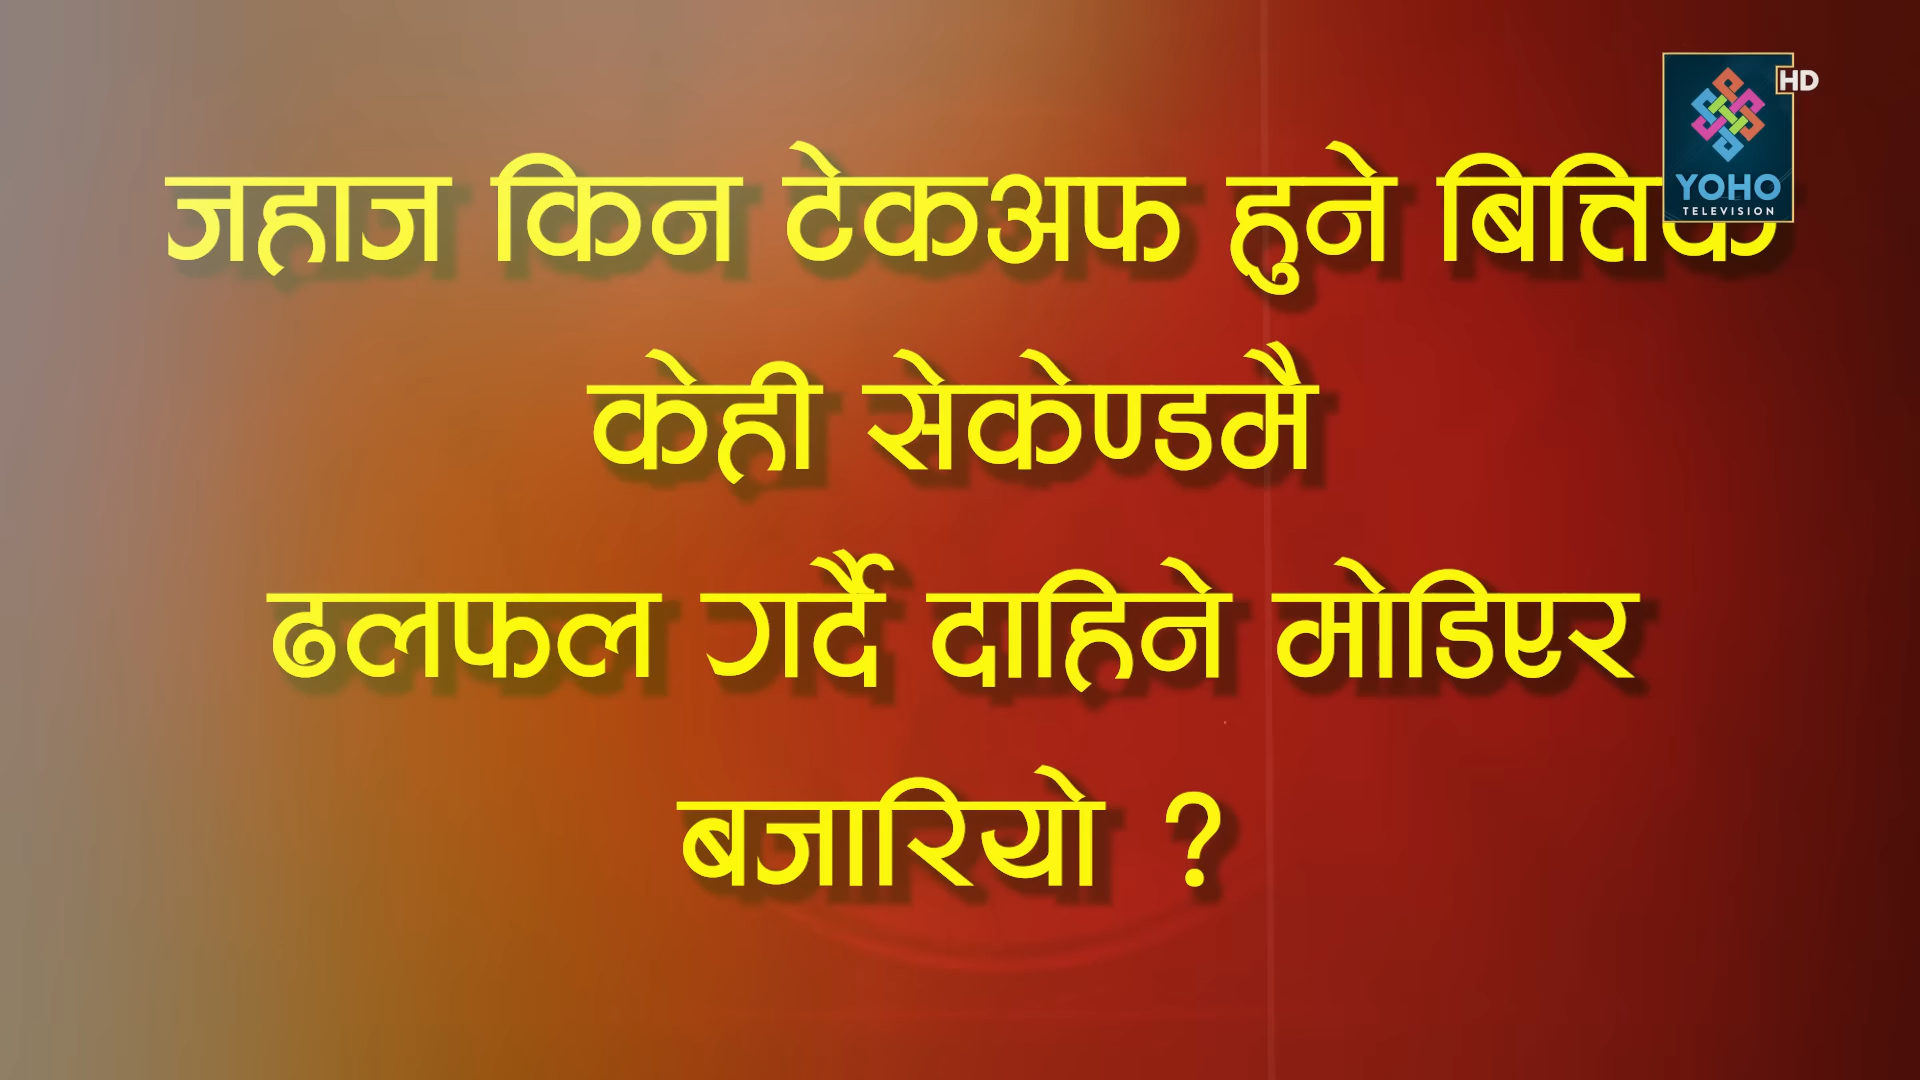 जहाज किन टेकअफ हुने बित्तिकै
केही सेकेण्डमै
ढलफल गर्दै दाहिने मोडिएर
बजारियो ?
HD
YOHO
TELEVISION